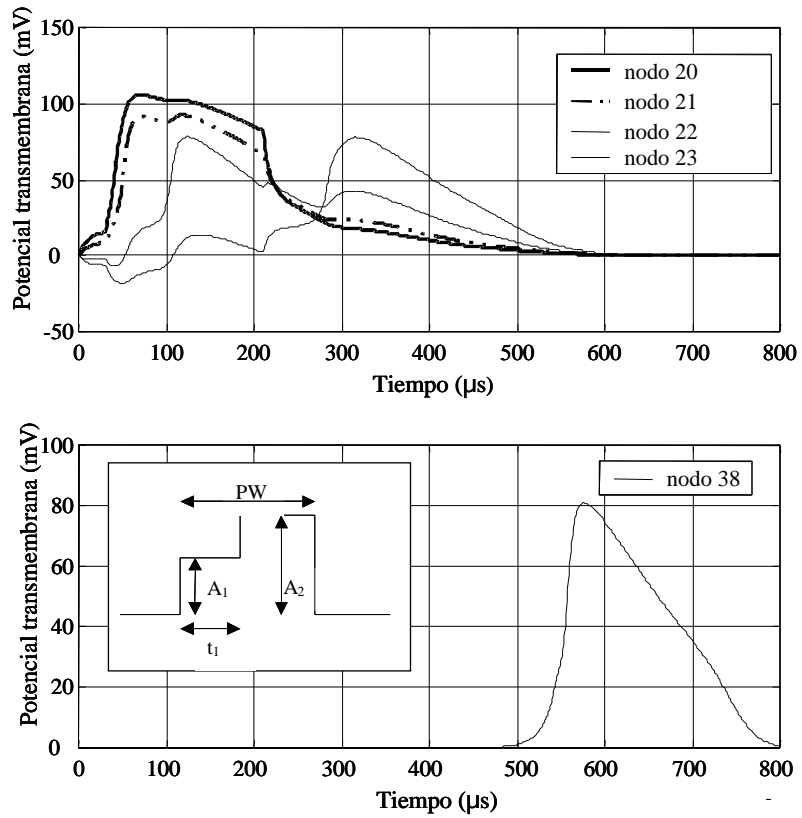 Potencial transmembrana (mV)
150
100
50
0
-50
nodo 20
nodo 21
nodo 22
nodo 23
0 100 200 300 400 500 600 700 800
Tiempo (µs)
Potencial transmembrana (mV)
100
80
60
40
20
0
PW
A1
A2
t1
nodo 38
0 100 200 300 400 500 600 700 800
Tiempo (µs)